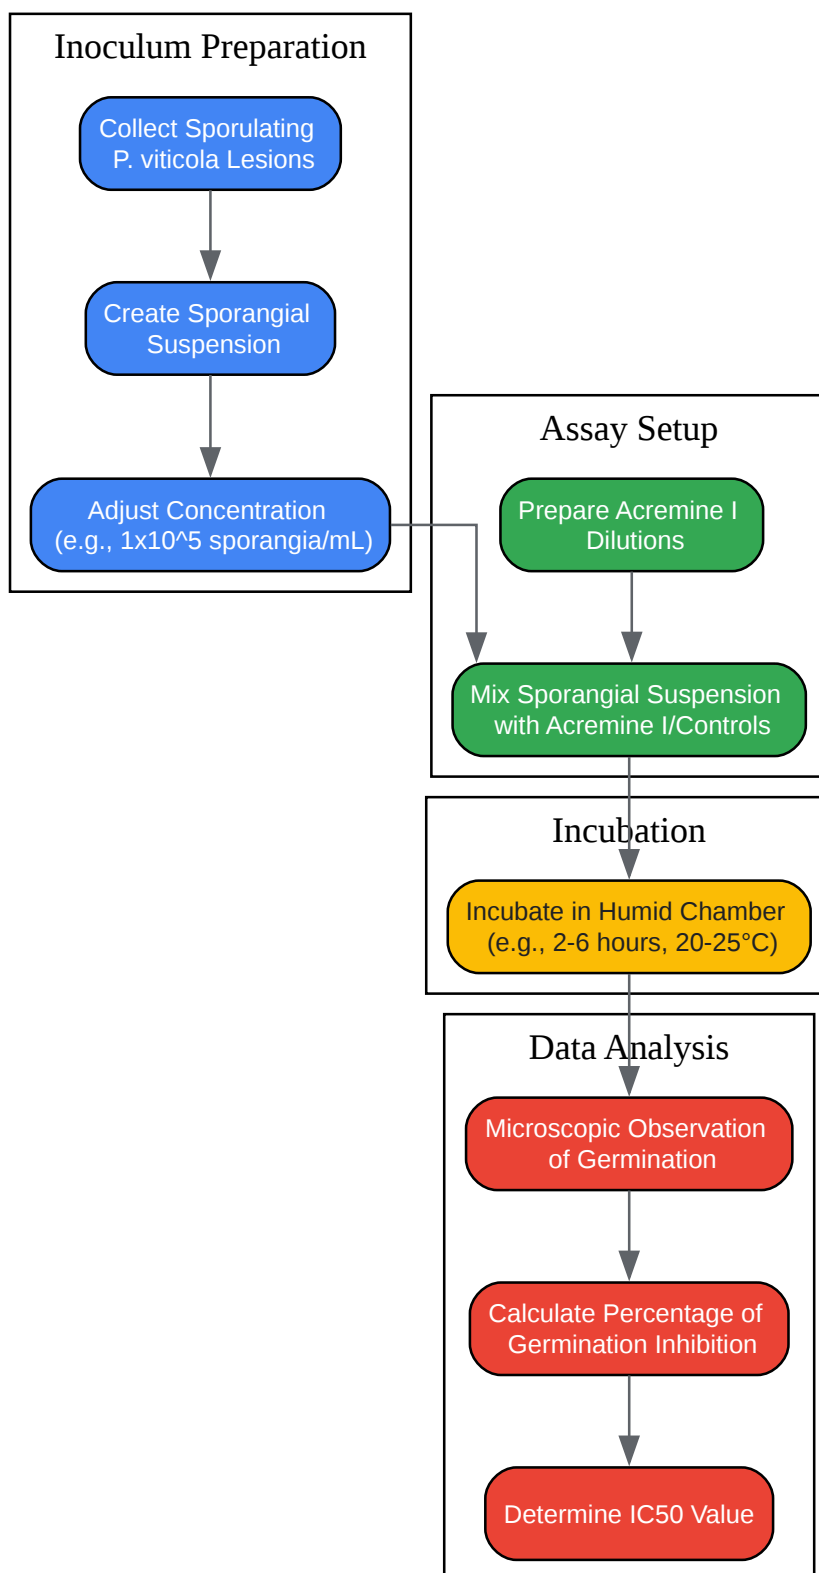 Inoculum Preparation
Collect Sporulating
P. viticola Lesions
Create Sporangial
Suspension
Adjust Concentration
(e.g., 1x10^5 sporangia/mL)
Assay Setup
Prepare Acremine I
Dilutions
Mix Sporangial Suspension
with Acremine I/Controls
Incubation
Incubate in Humid Chamber
(e.g., 2-6 hours, 20-25°C)
Data Analysis
Microscopic Observation
of Germination
Calculate Percentage of
Germination Inhibition
Determine IC50 Value